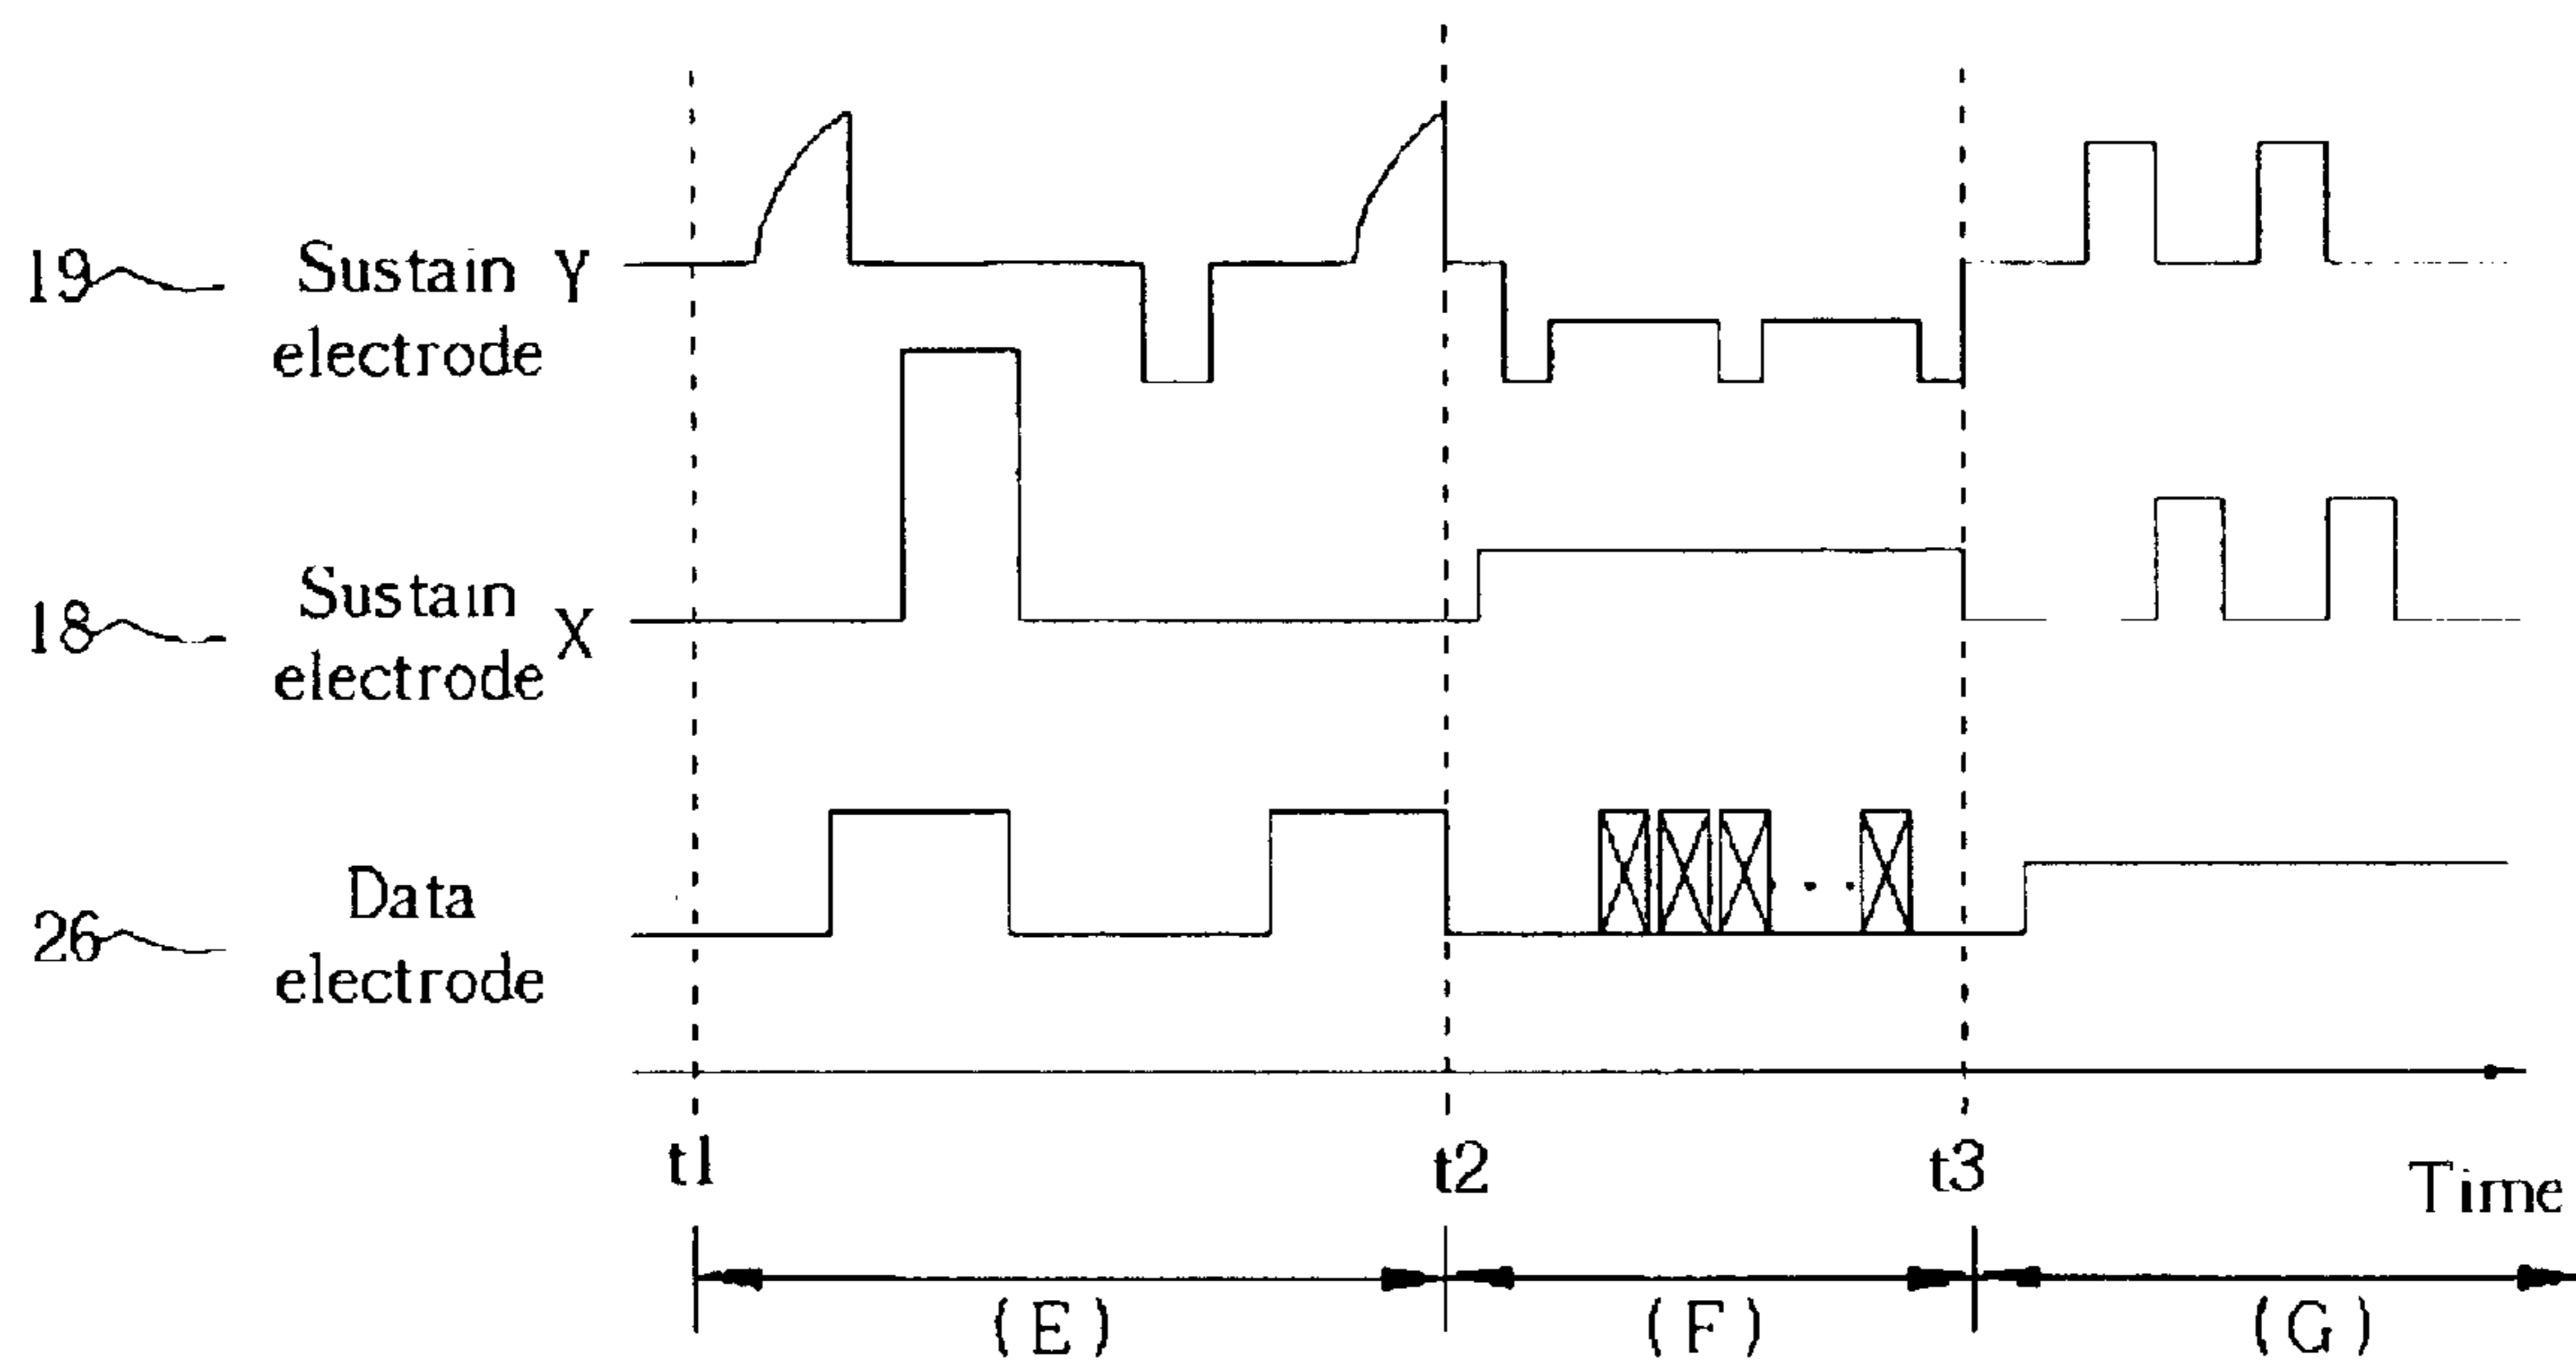 19 Sustain Y
electrode
18 Sustain X
electrode
26 Data
electrode
t1 t2 t3 Time
(E) (F) (G)